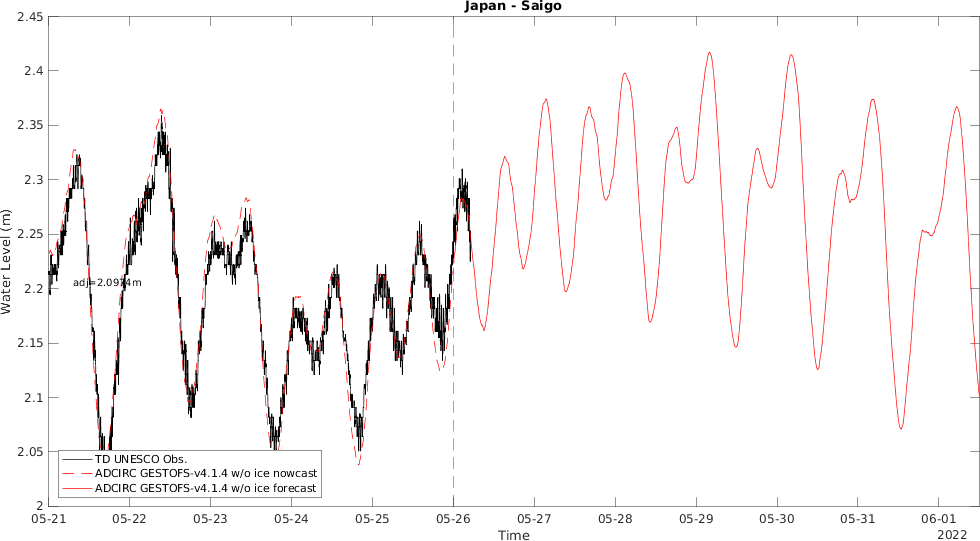 Japan - Saigo
2.45
2.4
2.35
2.3
2.25
2.2
2.15
2.1
2.05
2
Water Level (m)
adj=2.0974m
TD UNESCO Obs.
ADCIRC GESTOFS-v4.1.4 w/o ice nowcast
ADCIRC GESTOFS-v4.1.4 w/o ice forecast
05-21 05-22 05-23 05-24 05-25 05-26 05-27 05-28 05-29 05-30 05-31 06-01
Time
2022